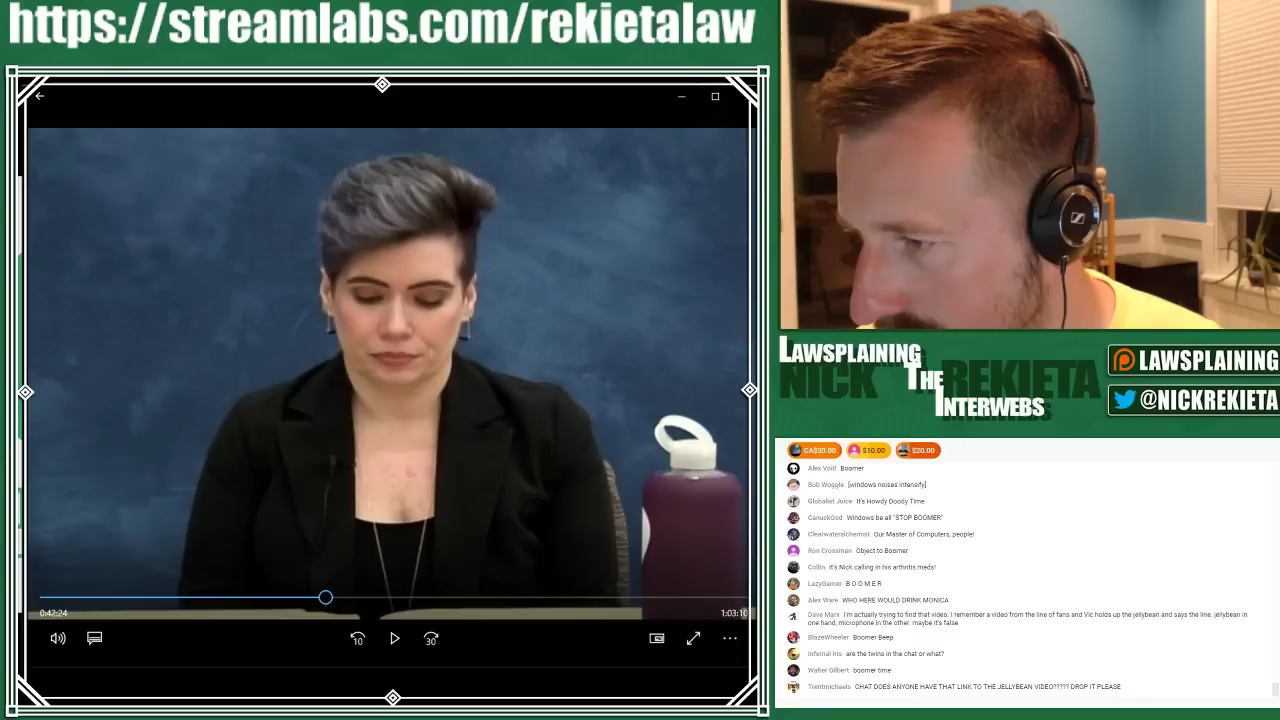 https://streamlabs.com/rekietalaw
0:42:24
1:03:10
10
30
LAWSPLAINING
THE
INTERWEBS
NICK REKIETA
LAWSPLAINING
@NICKREKIETA
CA$20.00 $10.00 $20.00
Alex Void Boomer
Bob Woggle [windows noises intensify]
Globalist Juice It's Howdy Doody Time
CanuckGod Windows be all "STOP BOOMER"
Clearwateralchemist Our Master of Computers, people!
Ron Crossman Object to Boomer
Collin It's Nick calling in his arthritis meds!
LazyGamer B O O M E R
Alex Ware WHO HERE WOULD DRINK MONICA
Dave Marx I'm actually trying to find that video. I remember a video from the line of fans and Vic holds up the jellybean and says the line. jellybean in
one hand, microphone in the other. maybe it's false
BlazeWheeler Boomer Beep
Infernal Iris are the twins in the chat or what?
Walter Gilbert boomer time
Trentmichaels CHAT DOES ANYONE HAVE THAT LINK TO THE JELLYBEAN VIDEO????? DROP IT PLEASE